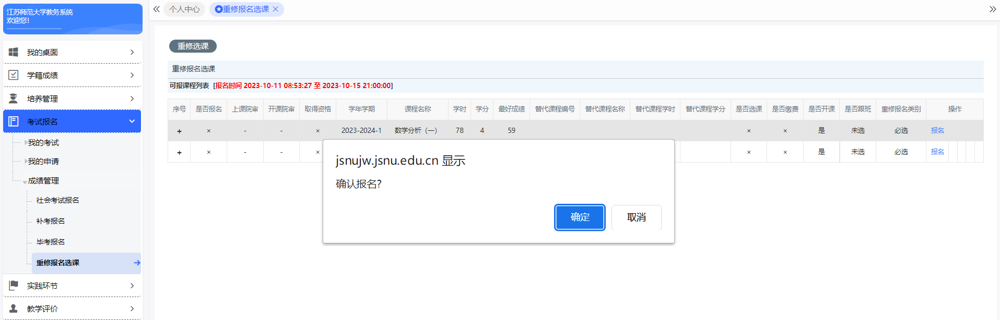 江苏师范大学教务系统
欢迎您!
我的桌面
学籍成绩
培养管理
考试报名
我的考试
我的申请
成绩管理
社会考试报名
补考报名
毕考报名
重修报名选课
实践环节
教学评价
个人中心 重修报名选课
重修选课
重修报名选课
可报课程列表 [报名时间 2023-10-11 08:53:27 至 2023-10-15 21:00:00]
序号 是否报名 上课院审 开课院审 取得资格 学年学期 课程名称 学时 学分 最好成绩 替代课程编号 替代课程名称 替代课程学时 替代课程学分 是否选课 是否缴费 是否开课 是否跟班 重修报名类别 操作
+ × - - × 2023-2024-1 数学分析（一） 78 4 59 × × 是 未选 必选 报名
+ × - - × × × 是 未选 必选 报名
jsnujw.jsnu.edu.cn 显示
确认报名?
确定 取消